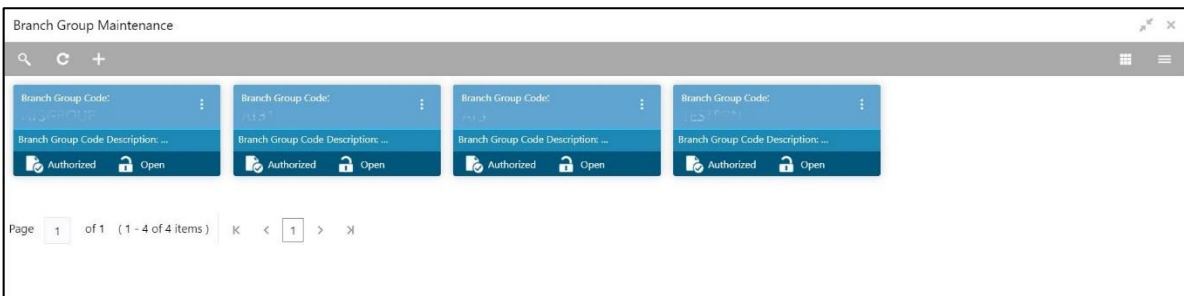 Branch Group Maintenance
Branch Group Code:
Branch Group Code Description: ...
Authorized Open
Branch Group Code:
Branch Group Code Description: ...
Authorized Open
Branch Group Code:
Branch Group Code Description: ...
Authorized Open
Branch Group Code:
Branch Group Code Description: ...
Authorized Open
Page 1 of 1 (1 - 4 of 4 items) K < 1 > >|